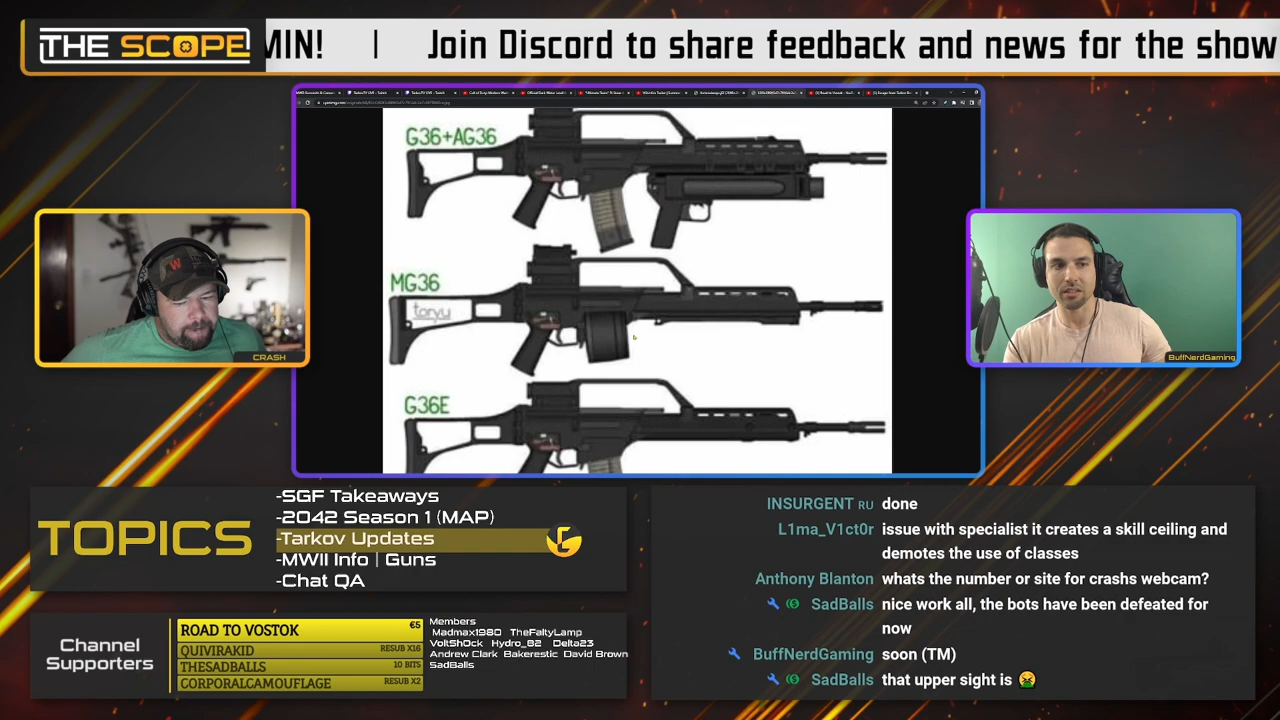 THE SCOPE
MIN! | Join Discord to share feedback and news for the show
G36+AG36
MG36
toryu
G36E
CRASH
BuffNerdGaming
TOPICS
-SGF Takeaways
-2042 Season 1 (MAP)
-Tarkov Updates
-MWII Info | Guns
-Chat QA
Channel
Supporters
ROAD TO VOSTOK €5
QUIVIRAKID RESUB X16
THESADBALLS 10 BITS
CORPORALCAMOUFLAGE RESUB X2
Members
Madmax1980 TheFaltyLamp
VoltSh0ck Hydro_82 Delta23
Andrew Clark Bakerestic David Brown
SadBalls
INSURGENT RU done
L1ma_V1ct0r issue with specialist it creates a skill ceiling and
demotes the use of classes
Anthony Blanton whats the number or site for crashs webcam?
SadBalls nice work all, the bots have been defeated for
now
BuffNerdGaming soon (TM)
SadBalls that upper sight is